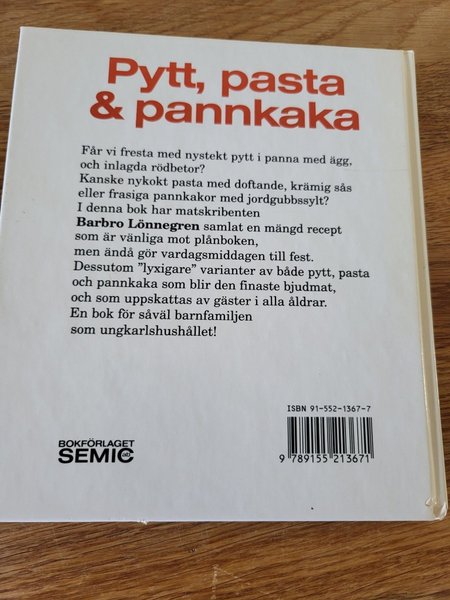 Pytt, pasta
& pannkaka
Får vi fresta med nystekt pytt i panna med ägg,
och inlagda rödbetor?
Kanske nykokt pasta med doftande, krämig sås
eller frasiga pannkakor med jordgubbssylt?
I denna bok har matskribenten
Barbro Lönnegren samlat en mängd recept
som är vänliga mot plånboken,
men ändå gör vardagsmiddagen till fest.
Dessutom "lyxigare" varianter av både pytt, pasta
och pannkaka som blir den finaste bjudmat,
och som uppskattas av gäster i alla åldrar.
En bok för såväl barnfamiljen
som ungkarlshushållet!
ISBN 91-552-1367-7
9 789155 213671
BOKFÖRLAGET
SEMIC